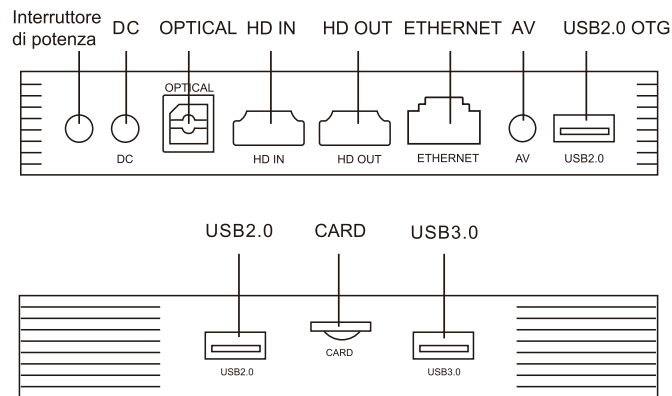 Interruttore
di potenza
DC OPTICAL HD IN HD OUT ETHERNET AV USB2.0 OTG
OPTICAL
DC HD IN HD OUT ETHERNET AV USB2.0
USB2.0 CARD USB3.0
CARD
USB2.0 USB3.0